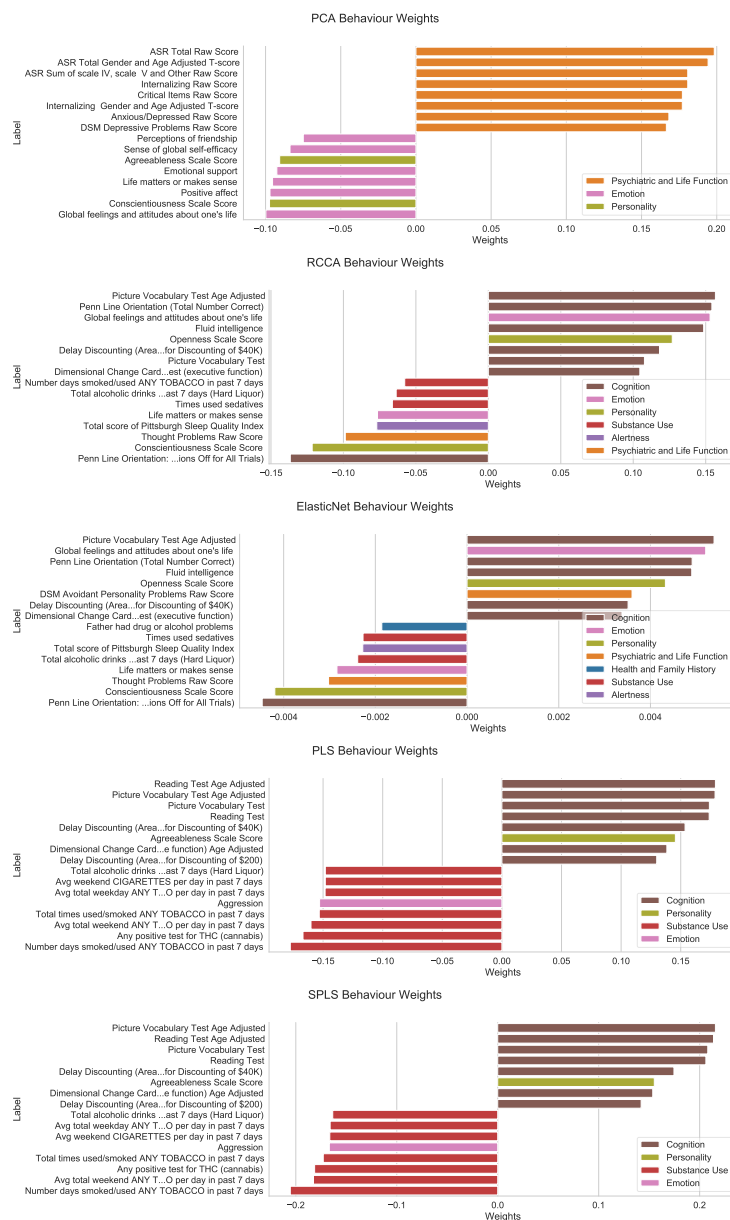 PCA Behaviour Weights
Label
ASR Total Raw Score
ASR Total Gender and Age Adjusted T-score
ASR Sum of scale IV, scale  V and Other Raw Score
Internalizing Raw Score
Critical Items Raw Score
Internalizing  Gender and Age Adjusted T-score
Anxious/Depressed Raw Score
DSM Depressive Problems Raw Score
Perceptions of friendship
Sense of global self-efficacy
Agreeableness Scale Score
Emotional support
Life matters or makes sense
Positive affect
Conscientiousness Scale Score
Global feelings and attitudes about one's life
Psychiatric and Life Function
Emotion
Personality
−0.10 −0.05 0.00 0.05 0.10 0.15 0.20
Weights
RCCA Behaviour Weights
Label
Picture Vocabulary Test Age Adjusted
Penn Line Orientation (Total Number Correct)
Global feelings and attitudes about one's life
Fluid intelligence
Openness Scale Score
Delay Discounting (Area...for Discounting of $40K)
Picture Vocabulary Test
Dimensional Change Card...est (executive function)
Number days smoked/used ANY TOBACCO in past 7 days
Total alcoholic drinks ...ast 7 days (Hard Liquor)
Times used sedatives
Life matters or makes sense
Total score of Pittsburgh Sleep Quality Index
Thought Problems Raw Score
Conscientiousness Scale Score
Penn Line Orientation: ...ions Off for All Trials)
Cognition
Emotion
Personality
Substance Use
Alertness
Psychiatric and Life Function
−0.15 −0.10 −0.05 0.00 0.05 0.10 0.15
Weights
ElasticNet Behaviour Weights
Label
Picture Vocabulary Test Age Adjusted
Global feelings and attitudes about one's life
Penn Line Orientation (Total Number Correct)
Fluid intelligence
Openness Scale Score
DSM Avoidant Personality Problems Raw Score
Delay Discounting (Area...for Discounting of $40K)
Dimensional Change Card...est (executive function)
Father had drug or alcohol problems
Times used sedatives
Total score of Pittsburgh Sleep Quality Index
Total alcoholic drinks ...ast 7 days (Hard Liquor)
Life matters or makes sense
Thought Problems Raw Score
Conscientiousness Scale Score
Penn Line Orientation: ...ions Off for All Trials)
Cognition
Emotion
Personality
Psychiatric and Life Function
Health and Family History
Substance Use
Alertness
−0.004 −0.002 0.000 0.002 0.004
Weights
PLS Behaviour Weights
Label
Reading Test Age Adjusted
Picture Vocabulary Test Age Adjusted
Picture Vocabulary Test
Reading Test
Delay Discounting (Area...for Discounting of $40K)
Agreeableness Scale Score
Dimensional Change Card...e function) Age Adjusted
Delay Discounting (Area...for Discounting of $200)
Total alcoholic drinks ...ast 7 days (Hard Liquor)
Avg weekend CIGARETTES per day in past 7 days
Avg total weekday ANY T...O per day in past 7 days
Aggression
Total times used/smoked ANY TOBACCO in past 7 days
Avg total weekend ANY T...O per day in past 7 days
Any positive test for THC (cannabis)
Number days smoked/used ANY TOBACCO in past 7 days
Cognition
Personality
Substance Use
Emotion
−0.15 −0.10 −0.05 0.00 0.05 0.10 0.15
Weights
SPLS Behaviour Weights
Label
Picture Vocabulary Test Age Adjusted
Reading Test Age Adjusted
Picture Vocabulary Test
Reading Test
Delay Discounting (Area...for Discounting of $40K)
Agreeableness Scale Score
Dimensional Change Card...e function) Age Adjusted
Delay Discounting (Area...for Discounting of $200)
Total alcoholic drinks ...ast 7 days (Hard Liquor)
Avg total weekday ANY T...O per day in past 7 days
Avg weekend CIGARETTES per day in past 7 days
Aggression
Total times used/smoked ANY TOBACCO in past 7 days
Any positive test for THC (cannabis)
Avg total weekend ANY T...O per day in past 7 days
Number days smoked/used ANY TOBACCO in past 7 days
Cognition
Personality
Substance Use
Emotion
−0.2 −0.1 0.0 0.1 0.2
Weights